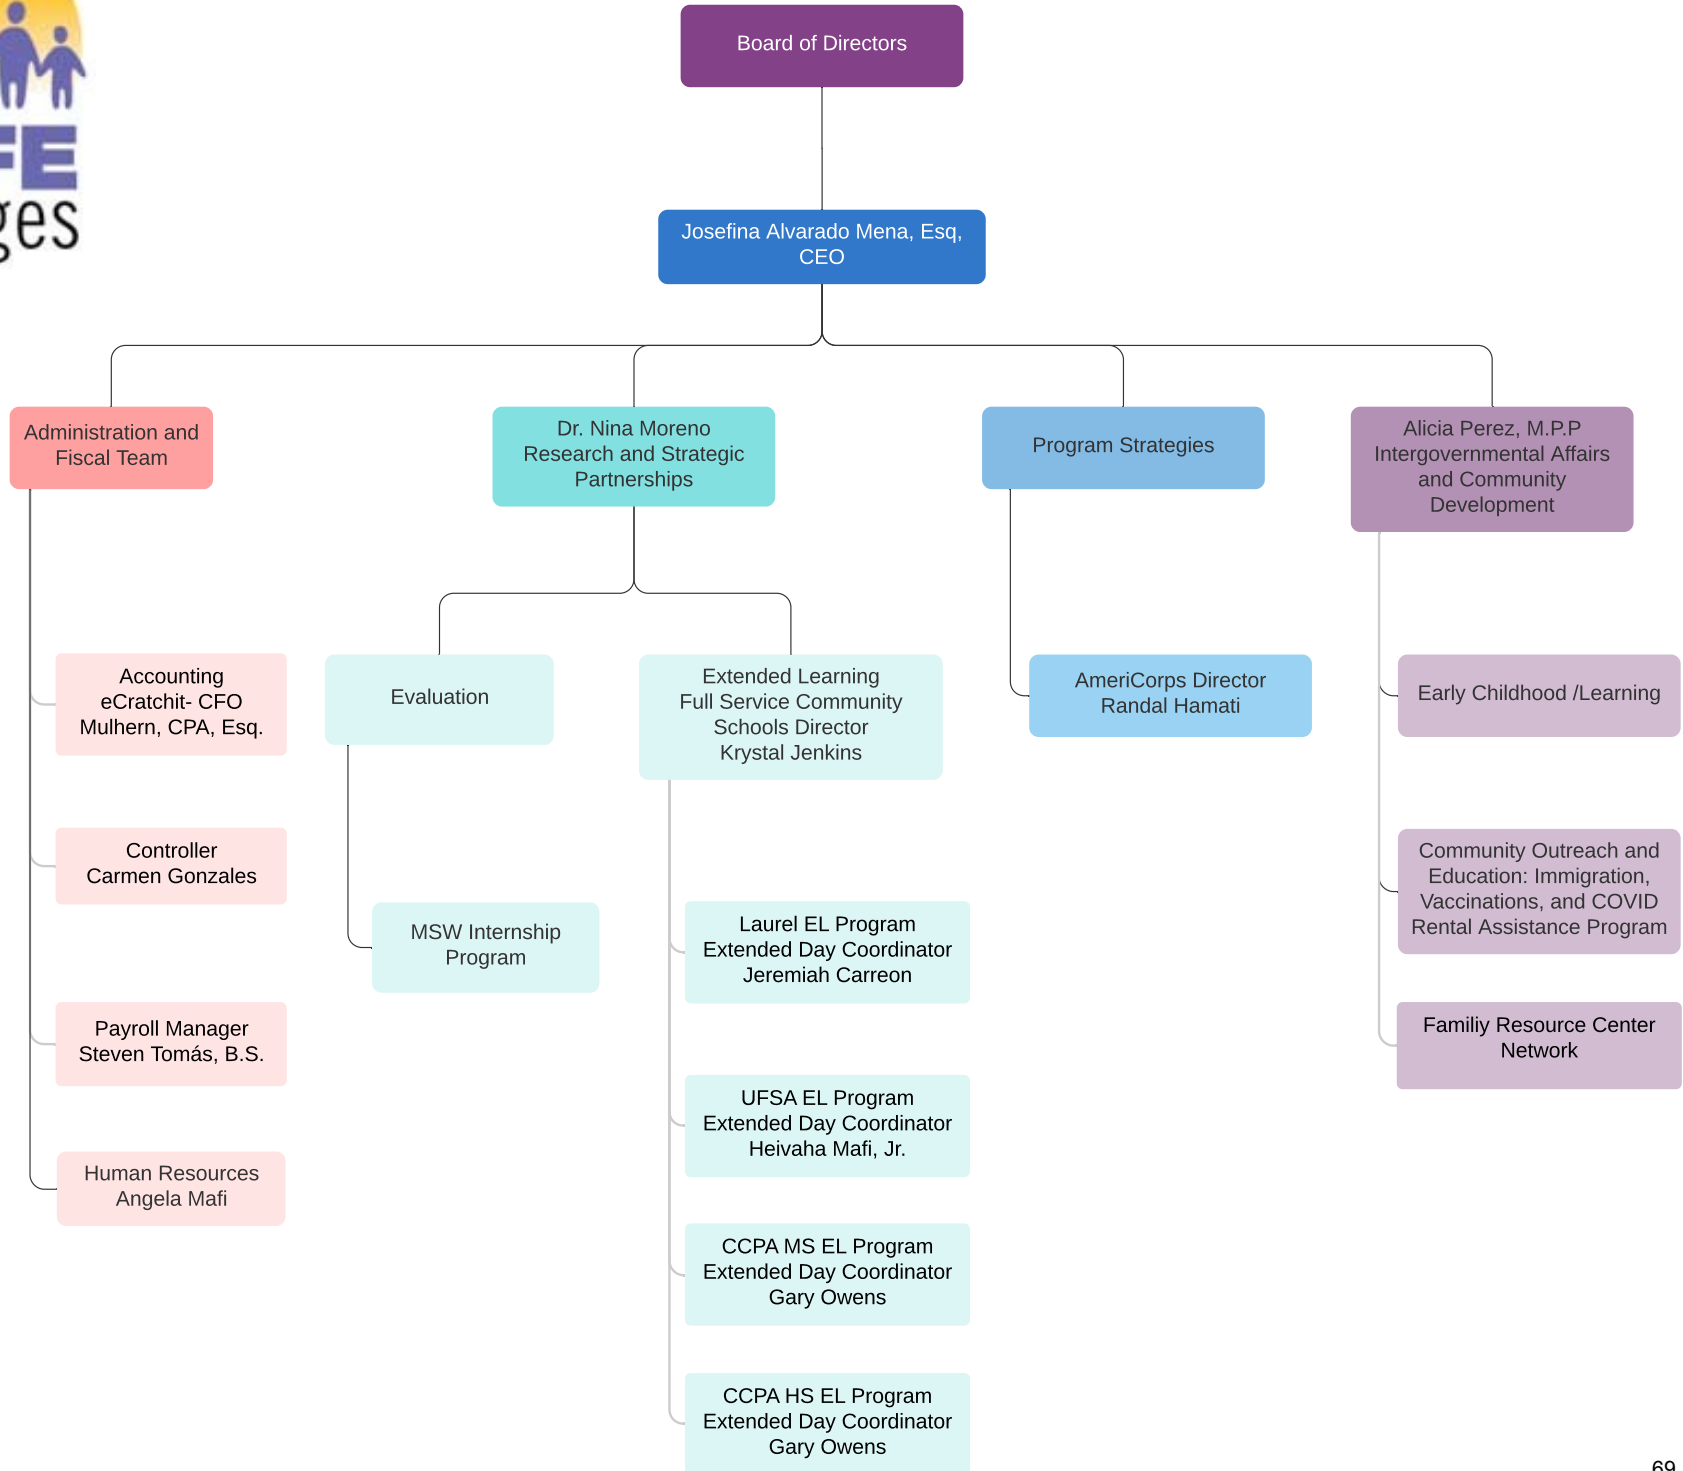 FE
ges
Board of Directors
Josefina Alvarado Mena, Esq,
CEO
Administration and
Fiscal Team
Dr. Nina Moreno
Research and Strategic
Partnerships
Program Strategies
Alicia Perez, M.P.P
Intergovernmental Affairs
and Community
Development
Accounting
eCratchit- CFO
Mulhern, CPA, Esq.
Controller
Carmen Gonzales
Payroll Manager
Steven Tomás, B.S.
Human Resources
Angela Mafi
Evaluation
MSW Internship
Program
Extended Learning
Full Service Community
Schools Director
Krystal Jenkins
Laurel EL Program
Extended Day Coordinator
Jeremiah Carreon
UFSA EL Program
Extended Day Coordinator
Heivaha Mafi, Jr.
CCPA MS EL Program
Extended Day Coordinator
Gary Owens
CCPA HS EL Program
Extended Day Coordinator
Gary Owens
AmeriCorps Director
Randal Hamati
Early Childhood /Learning
Community Outreach and
Education: Immigration,
Vaccinations, and COVID
Rental Assistance Program
Familiy Resource Center
Network
69